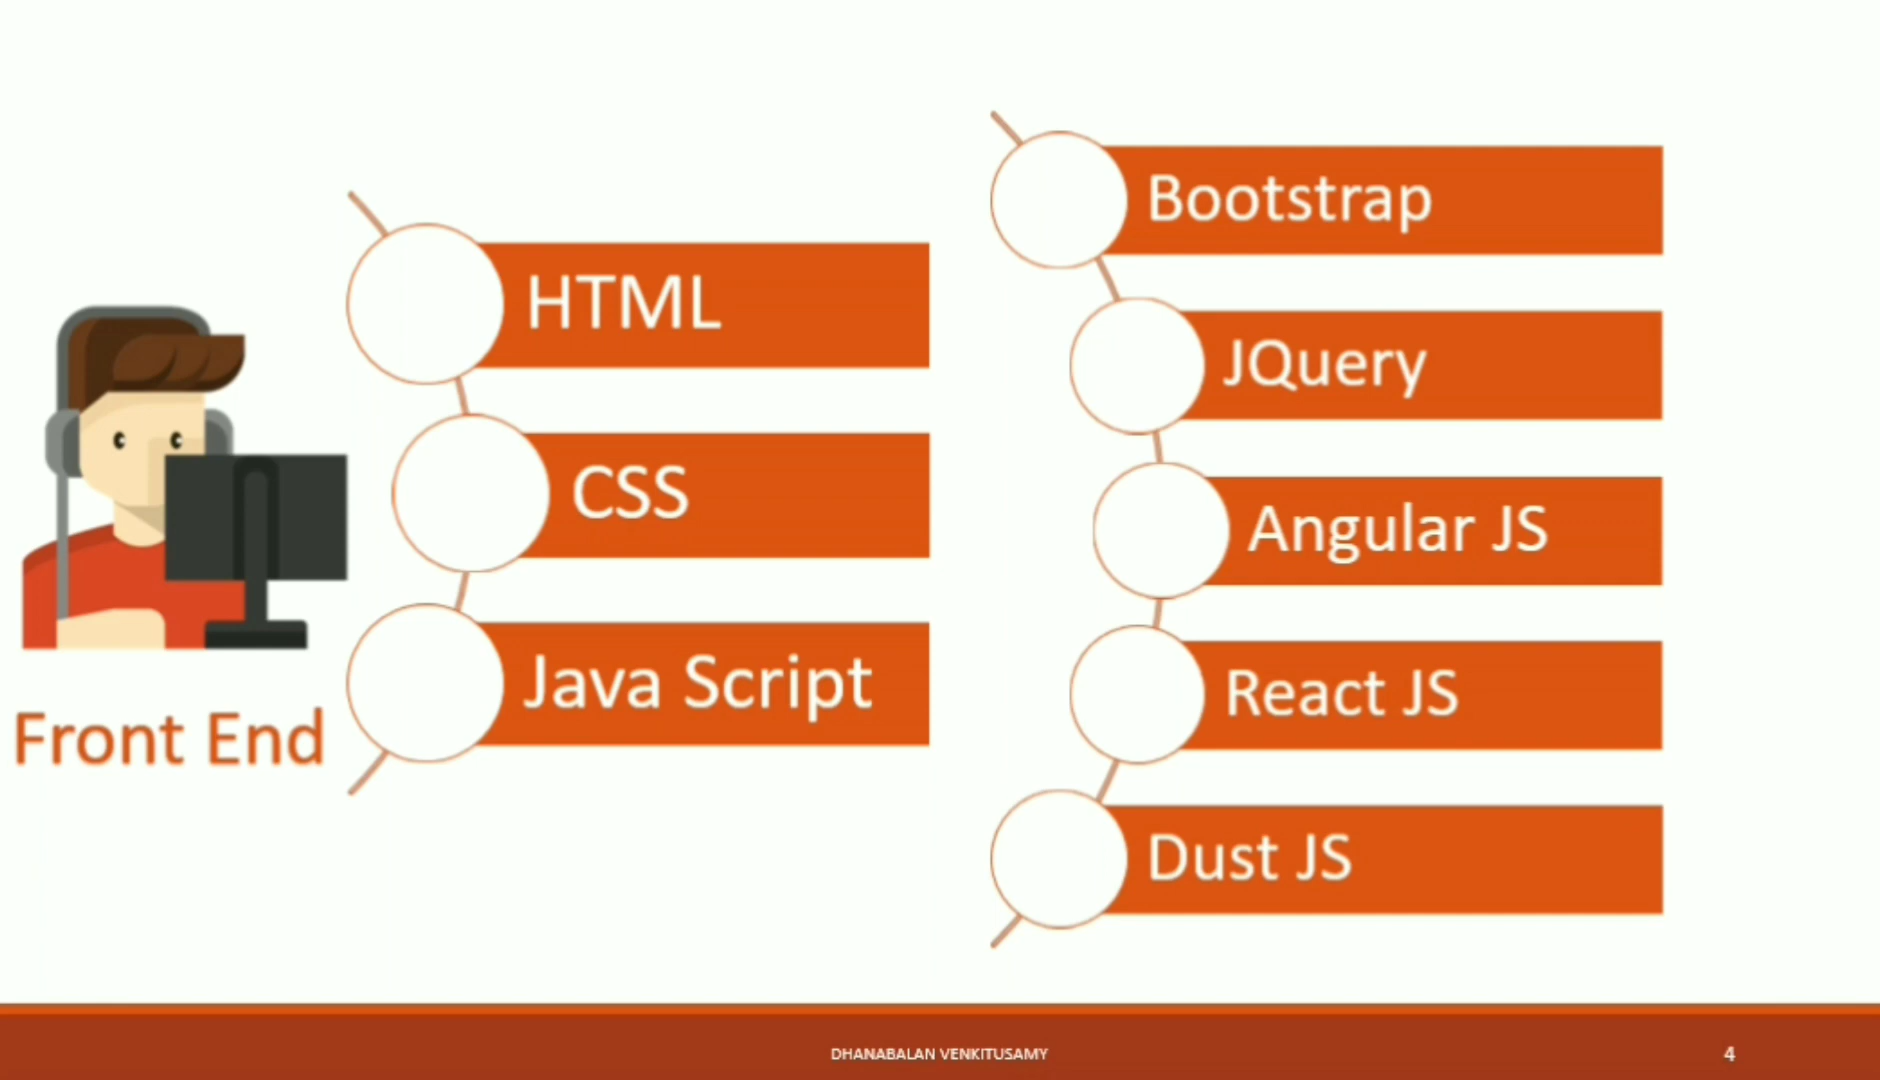 HTML
CSS
Java Script
Front End
Bootstrap
JQuery
Angular JS
React JS
Dust JS
DHANABALAN VENKITUSAMY
4